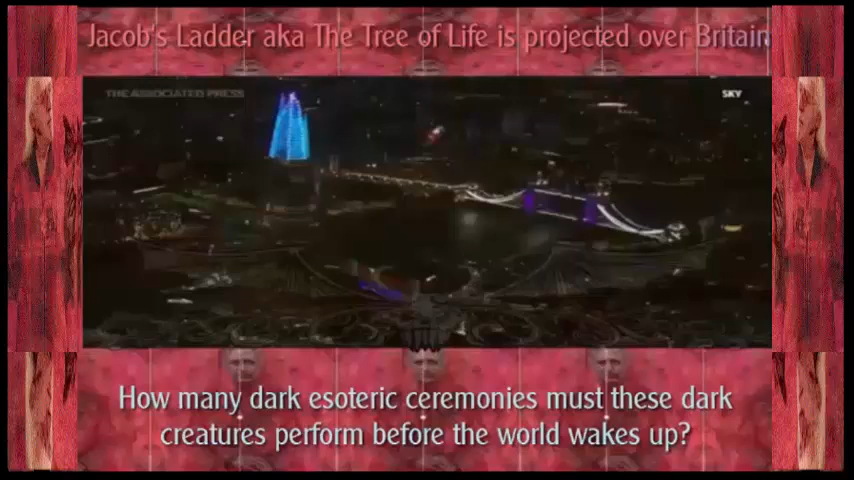 Jacob's Ladder aka The Tree of Life is projected over Britain
THE ASSOCIATED PRESS
SKY
How many dark esoteric ceremonies must these dark
creatures perform before the world wakes up?